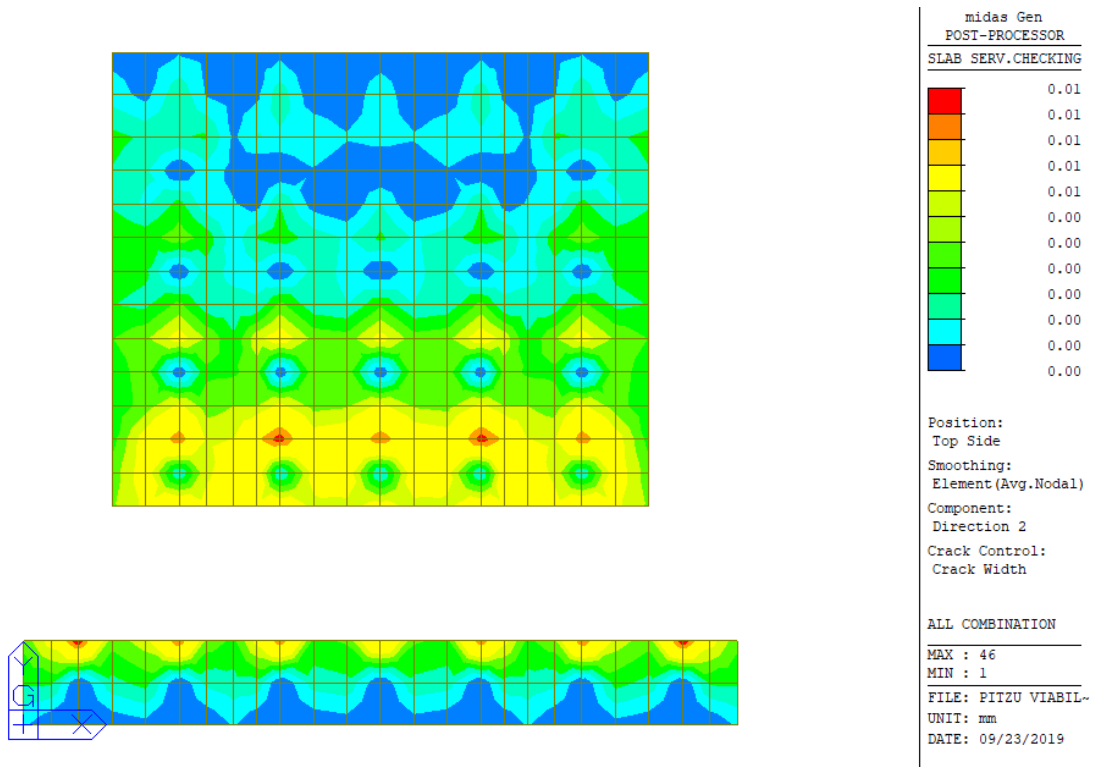 midas Gen
POST-PROCESSOR
SLAB SERV.CHECKING
0.01
0.01
0.01
0.01
0.01
0.00
0.00
0.00
0.00
0.00
0.00
0.00
Position:
Top Side
Smoothing:
Element(Avg.Nodal)
Component:
Direction 2
Crack Control:
Crack Width
ALL COMBINATION
MAX : 46
MIN : 1
FILE: PITZU VIABIL~
UNIT: mm
DATE: 09/23/2019
Y
G
X